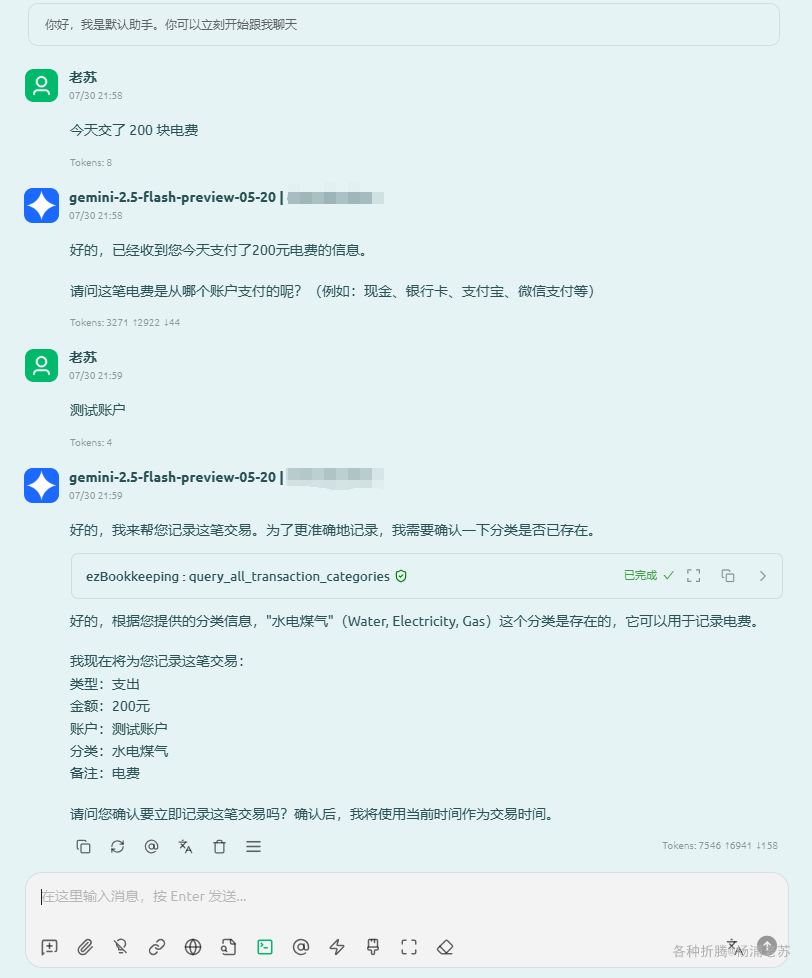 你好，我是默认助手。你可以立刻开始跟我聊天
老苏
07/30 21:58
今天交了 200 块电费
Tokens: 8
gemini-2.5-flash-preview-05-20 |
07/30 21:58
好的，已经收到您今天支付了200元电费的信息。
请问这笔电费是从哪个账户支付的呢？（例如：现金、银行卡、支付宝、微信支付等）
Tokens: 3271 ↑2922 ↓44
老苏
07/30 21:59
测试账户
Tokens: 4
gemini-2.5-flash-preview-05-20 |
07/30 21:59
好的，我来帮您记录这笔交易。为了更准确地记录，我需要确认一下分类是否已存在。
ezBookkeeping : query_all_transaction_categories 已完成
好的，根据您提供的分类信息，"水电煤气"（Water, Electricity, Gas）这个分类是存在的，它可以用于记录电费。
我现在将为您记录这笔交易：
类型：支出
金额：200元
账户：测试账户
分类：水电煤气
备注：电费
请问您确认要立即记录这笔交易吗？确认后，我将使用当前时间作为交易时间。
Tokens: 7546 ↑6941 ↓158
在这里输入消息，按 Enter 发送...
各种折腾@杨浦老苏